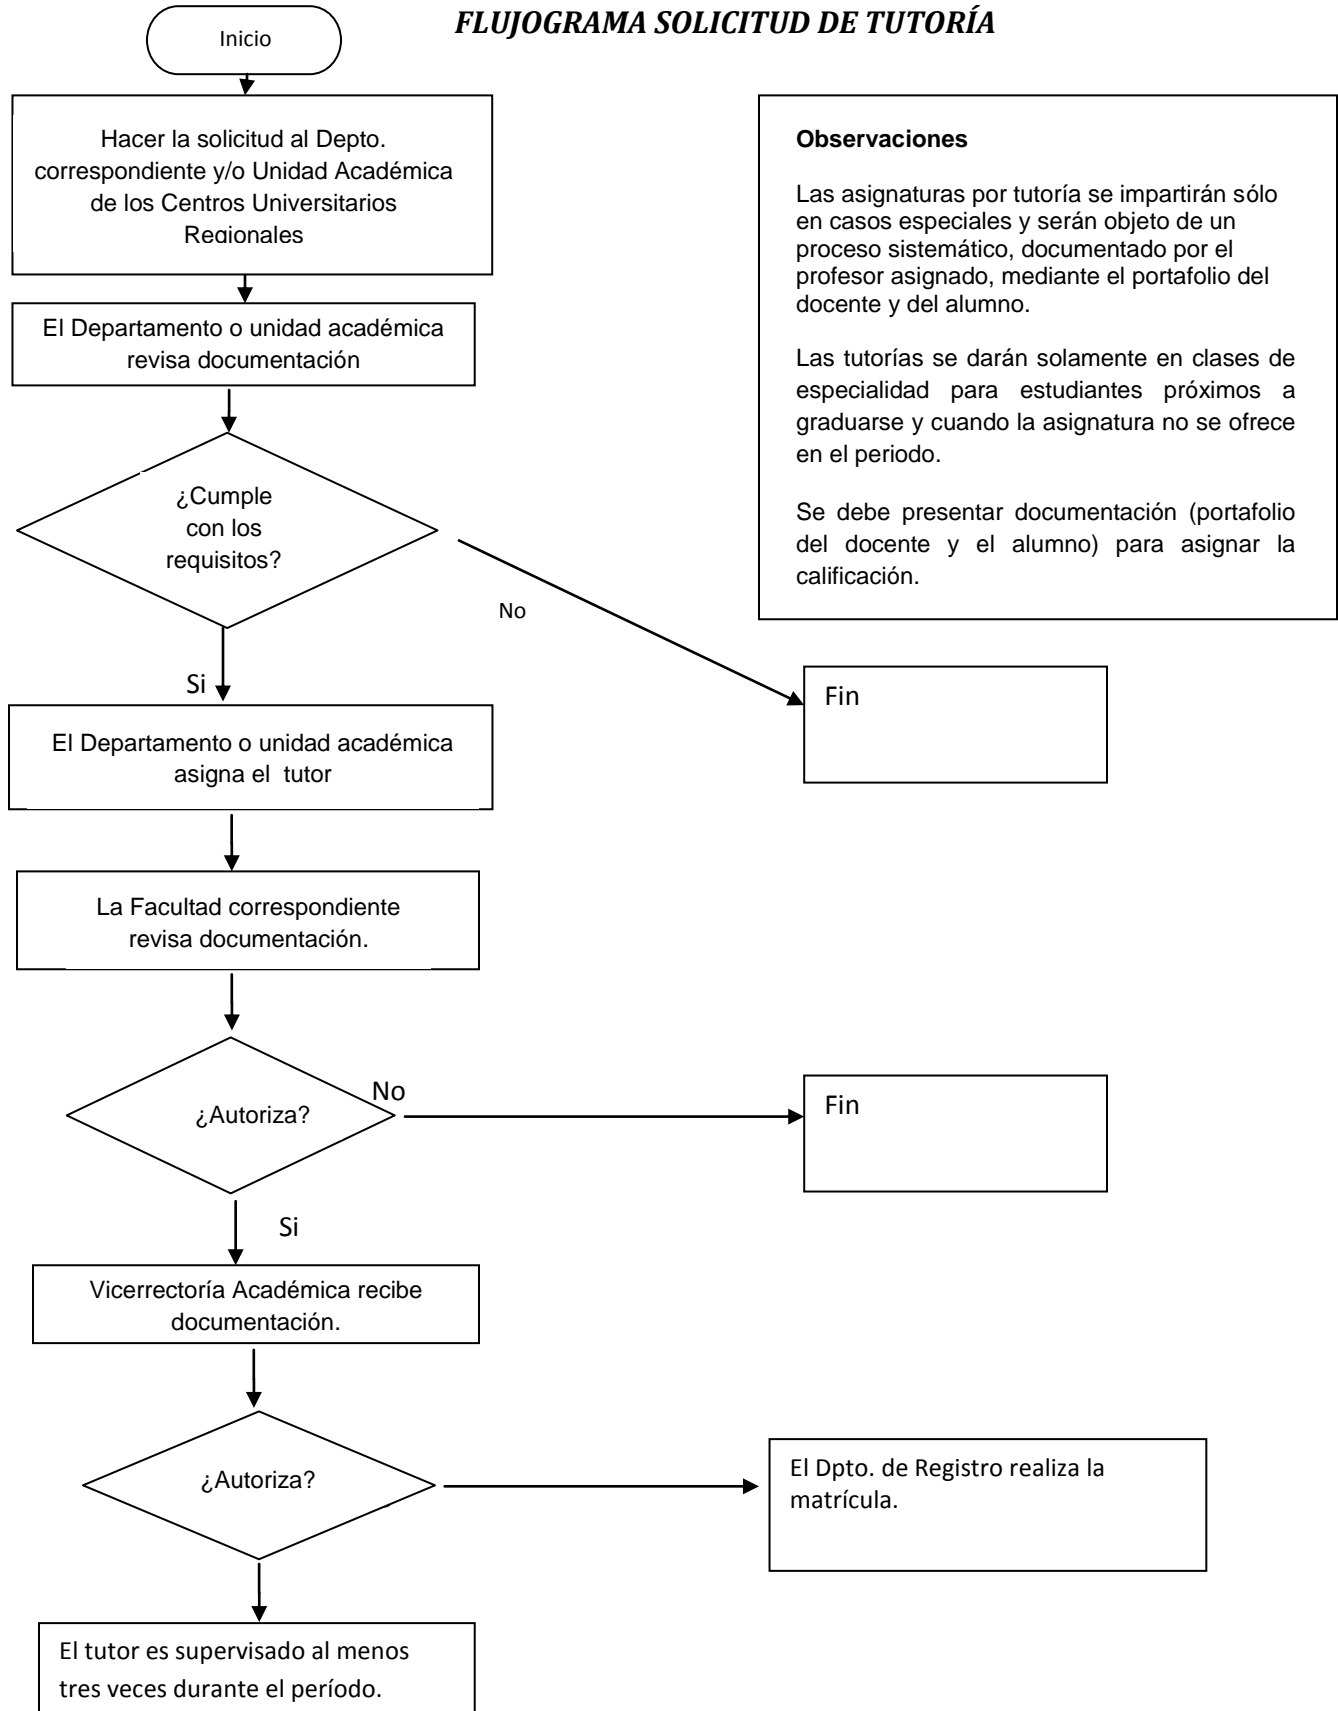 FLUJOGRAMA SOLICITUD DE TUTORÍA
Inicio
Hacer la solicitud al Depto.
correspondiente y/o Unidad Académica
de los Centros Universitarios
Regionales
El Departamento o unidad académica
revisa documentación
¿Cumple
con los
requisitos?
No
Fin
Si
El Departamento o unidad académica
asigna el tutor
La Facultad correspondiente
revisa documentación.
¿Autoriza?
No
Fin
Si
Vicerrectoría Académica recibe
documentación.
¿Autoriza?
El Dpto. de Registro realiza la
matrícula.
El tutor es supervisado al menos
tres veces durante el período.
Observaciones
Las asignaturas por tutoría se impartirán sólo
en casos especiales y serán objeto de un
proceso sistemático, documentado por el
profesor asignado, mediante el portafolio del
docente y del alumno.
Las tutorías se darán solamente en clases de
especialidad para estudiantes próximos a
graduarse y cuando la asignatura no se ofrece
en el periodo.
Se debe presentar documentación (portafolio
del docente y el alumno) para asignar la
calificación.